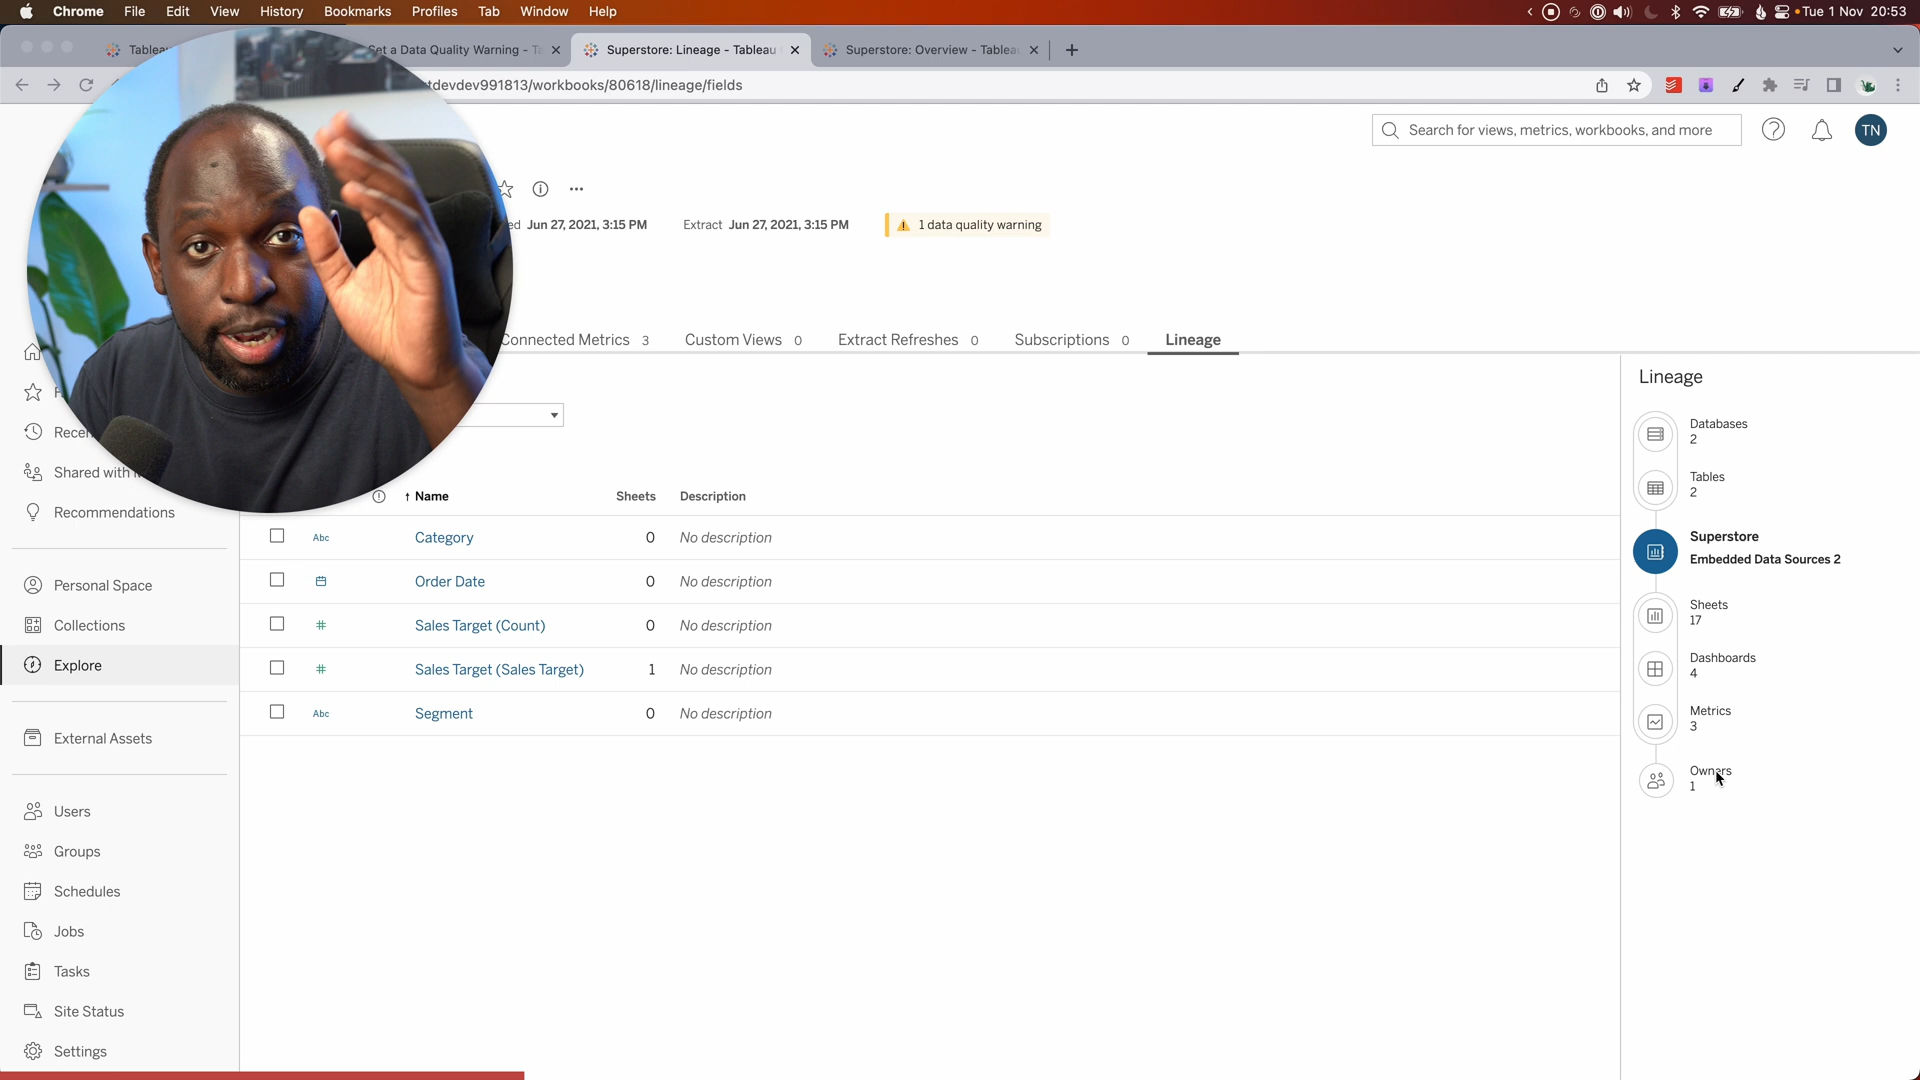 Chrome File Edit View History Bookmarks Profiles Tab Window Help Tue 1 Nov 20:53
Set a Data Quality Warning - Superstore: Lineage - Tableau Superstore: Overview - Tableau
tdevdev991813/workbooks/80618/lineage/fields
Search for views, metrics, workbooks, and more TN
Jun 27, 2021, 3:15 PM Extract Jun 27, 2021, 3:15 PM 1 data quality warning
Connected Metrics 3 Custom Views 0 Extract Refreshes 0 Subscriptions 0 Lineage
Shared with
Recommendations
Personal Space
Collections
Explore
External Assets
Users
Groups
Schedules
Jobs
Tasks
Site Status
Settings
↑ Name Sheets Description
Abc Category 0 No description
Order Date 0 No description
# Sales Target (Count) 0 No description
# Sales Target (Sales Target) 1 No description
Abc Segment 0 No description
Lineage
Databases
2
Tables
2
Superstore
Embedded Data Sources 2
Sheets
17
Dashboards
4
Metrics
3
Owners
1